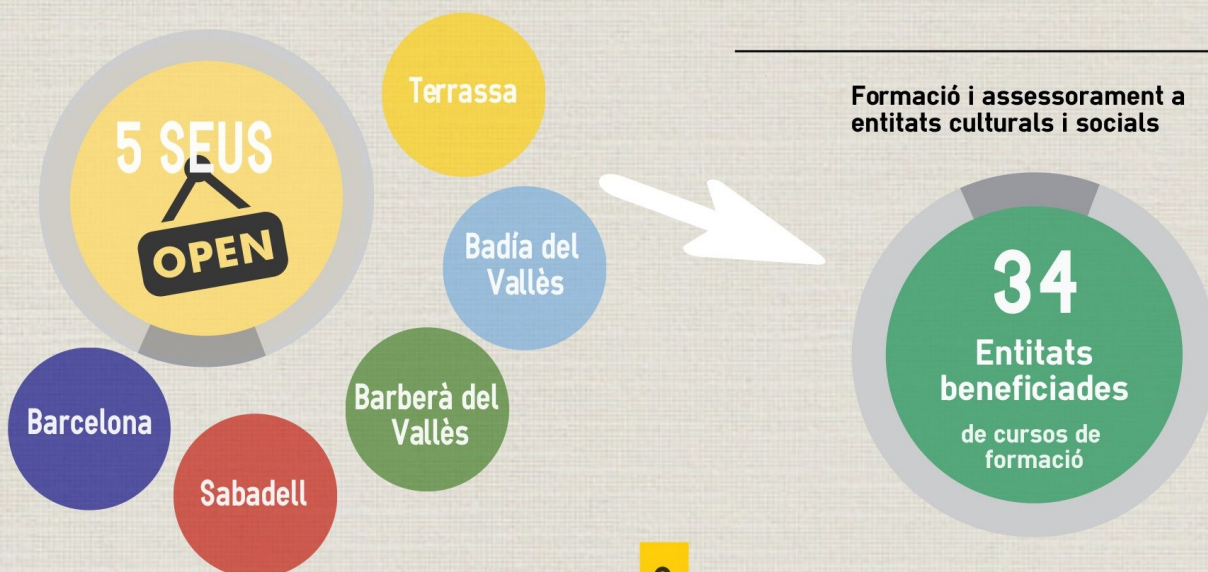 5 SEUS
OPEN
Terrassa
Badía del
Vallès
Barberà del
Vallès
Sabadell
Barcelona
Formació i assessorament a
entitats culturals i socials
34
Entitats
beneficiades
de cursos de
formació